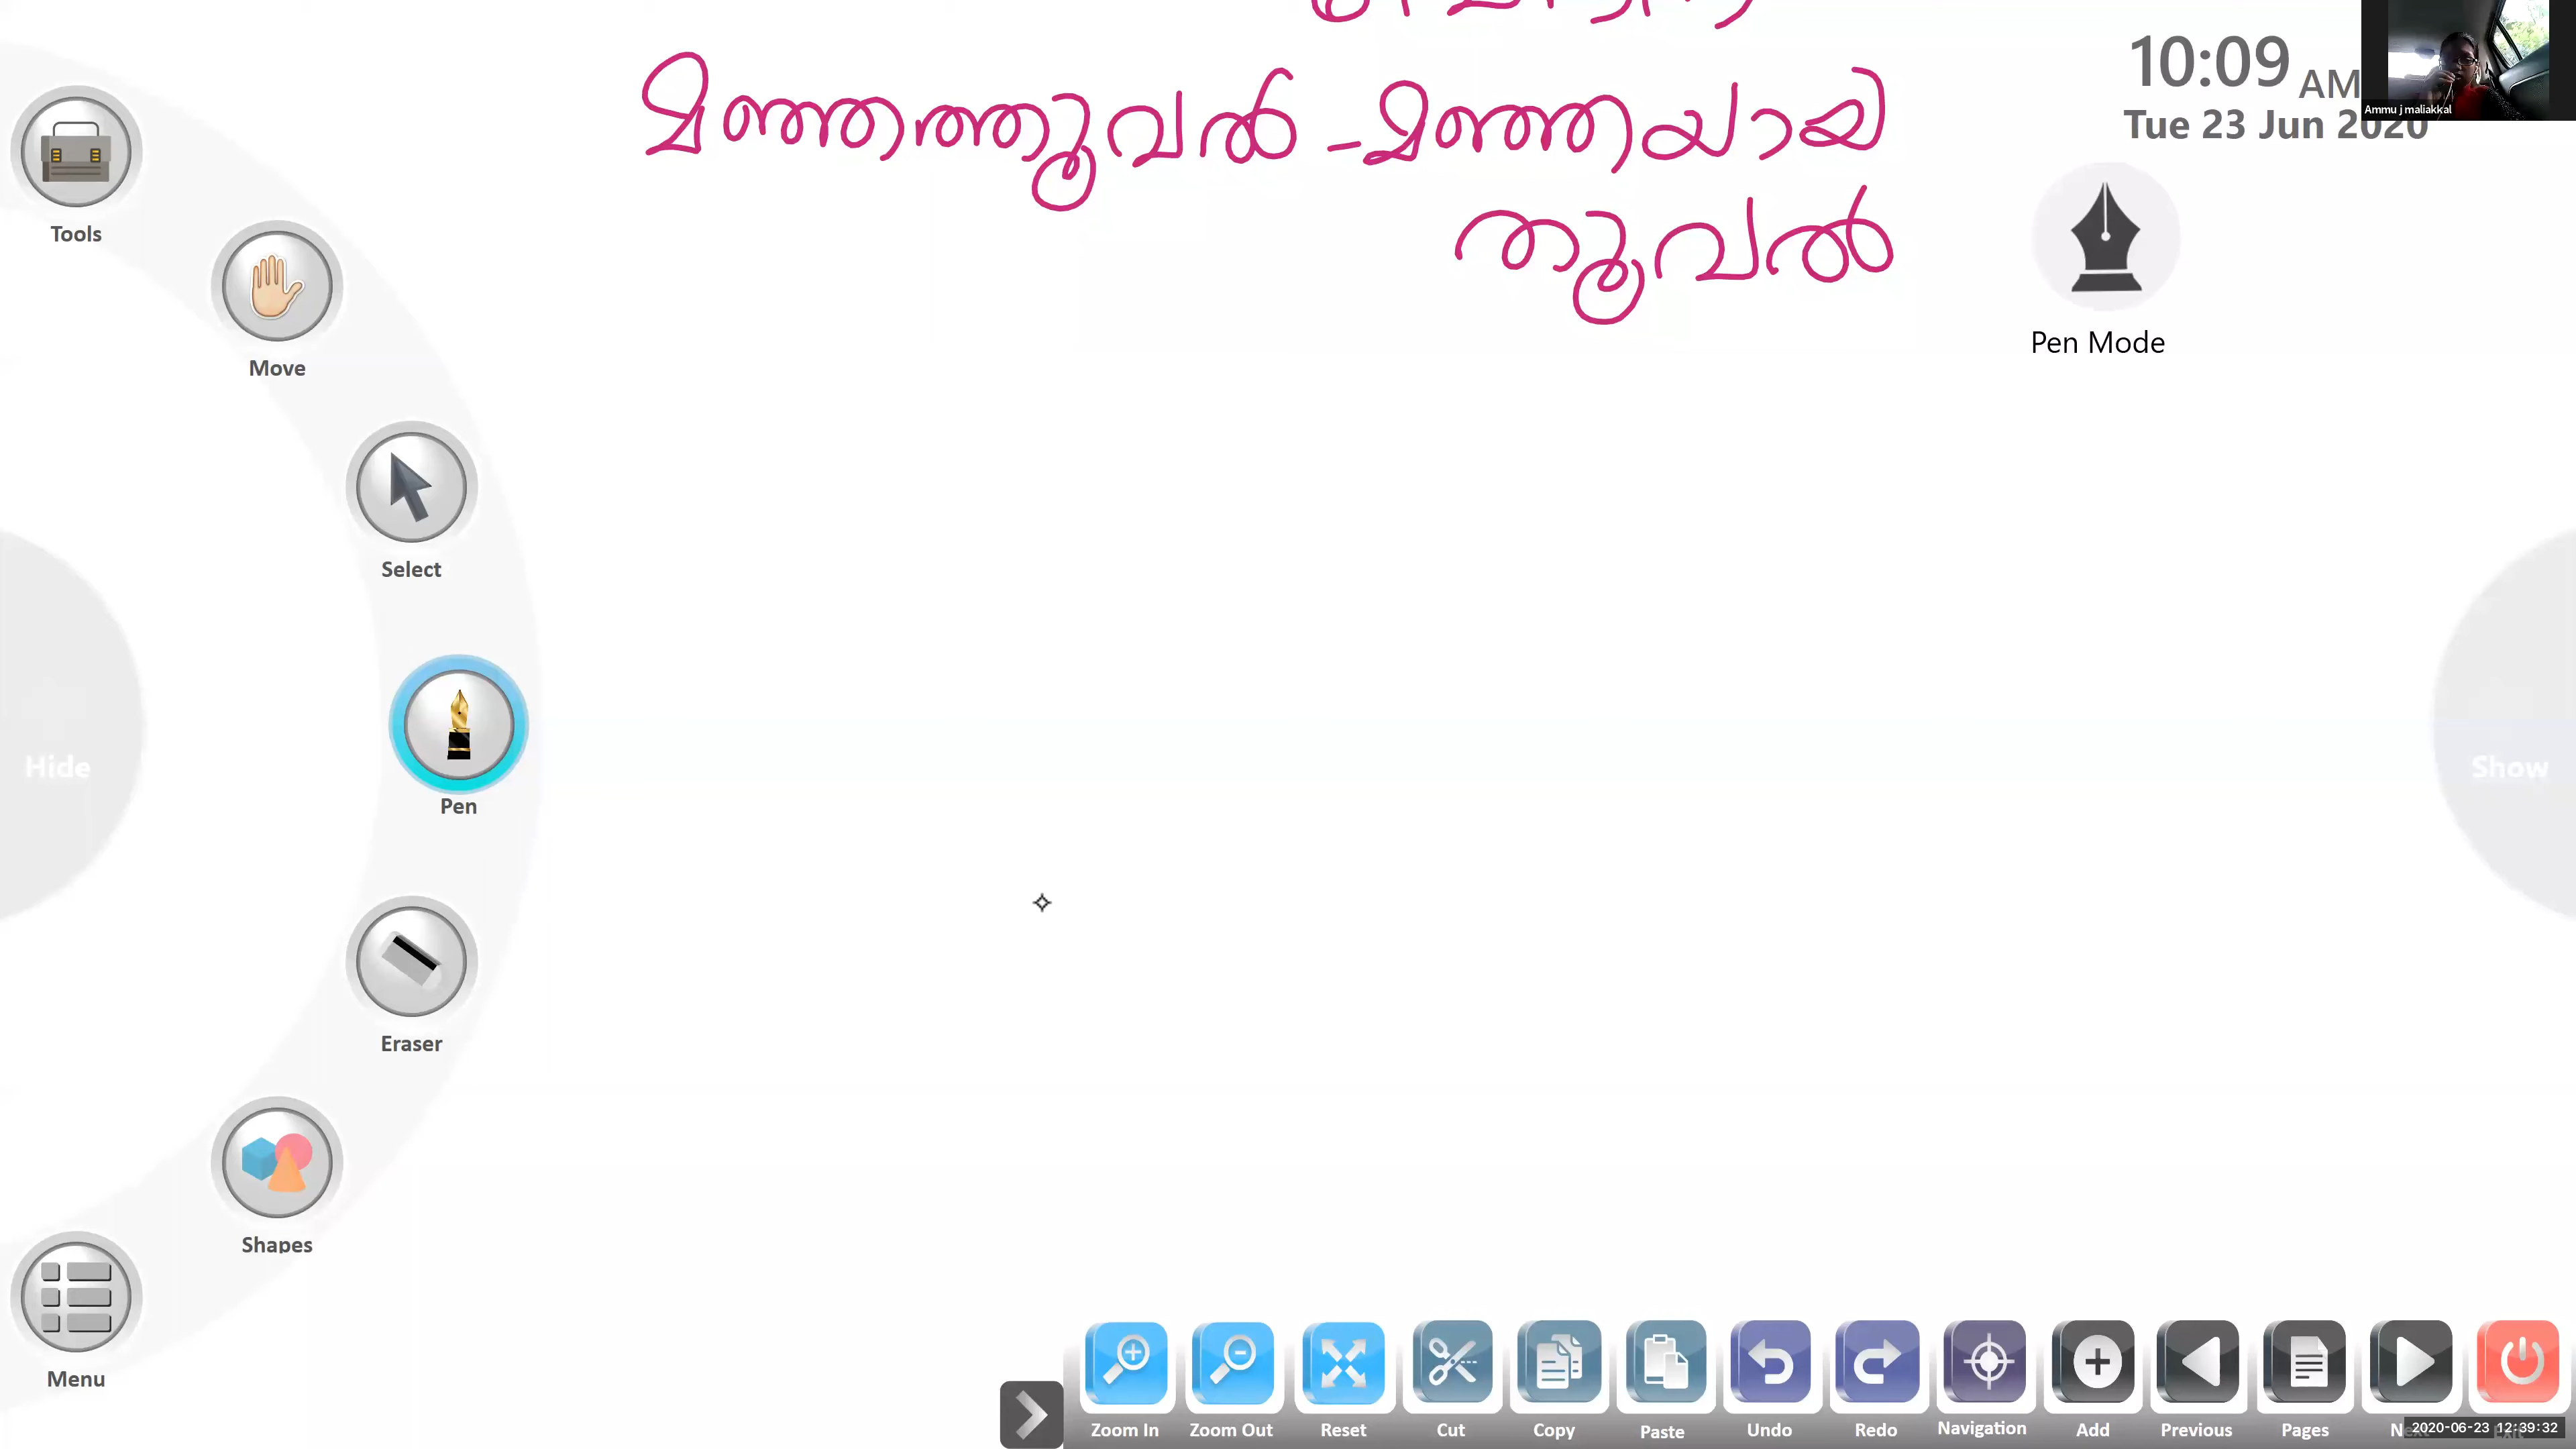 10:09 AM
Tue 23 Jun 2020
Ammu j maliakkal
മഞ്ഞത്തൂവൽ - മഞ്ഞയായ
തൂവൽ
Pen Mode
Tools
Move
Select
Pen
Eraser
Shapes
Menu
Hide
Show
Zoom In Zoom Out Reset Cut Copy Paste Undo Redo Navigation Add Previous Pages
2020-06-23 12:39:32